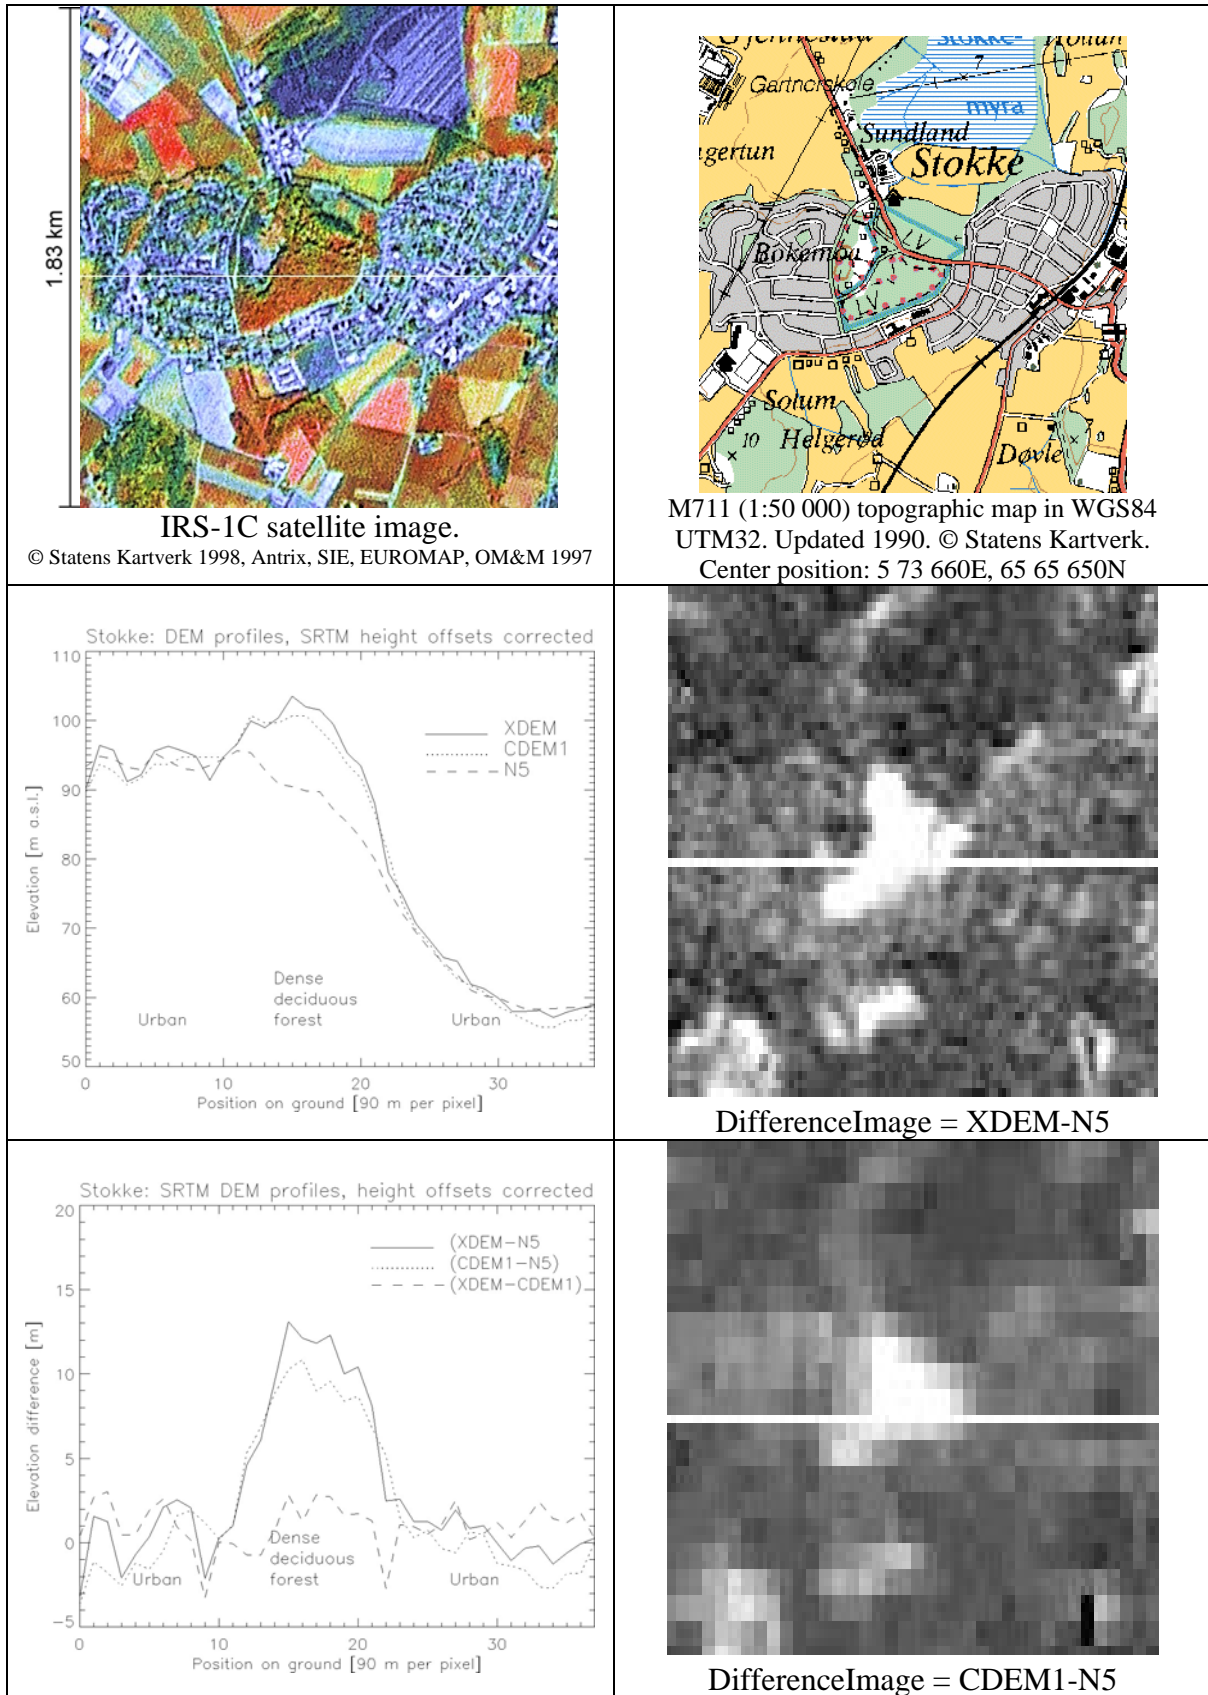 1.83 km
IRS-1C satellite image.
© Statens Kartverk 1998, Antrix, SIE, EUROMAP, OM&M 1997
Stokke-
7
Gartnerskole
myra
Sundland
Stokke
gertun
Bokemoa
Solum
10
Helgerød
7
Døvle
M711 (1:50 000) topographic map in WGS84
UTM32. Updated 1990. © Statens Kartverk.
Center position: 5 73 660E, 65 65 650N
Stokke: DEM profiles, SRTM height offsets corrected
110
100
90
80
70
60
50
Elevation [m a.s.l.]
XDEM
CDEM1
N5
Urban
Dense
deciduous
forest
Urban
0
10
20
30
Position on ground [90 m per pixel]
DifferenceImage = XDEM-N5
Stokke: SRTM DEM profiles, height offsets corrected
20
15
10
5
0
-5
Elevation difference [m]
(XDEM-N5
(CDEM1-N5)
(XDEM-CDEM1)
Urban
Dense
deciduous
forest
Urban
0
10
20
30
Position on ground [90 m per pixel]
DifferenceImage = CDEM1-N5